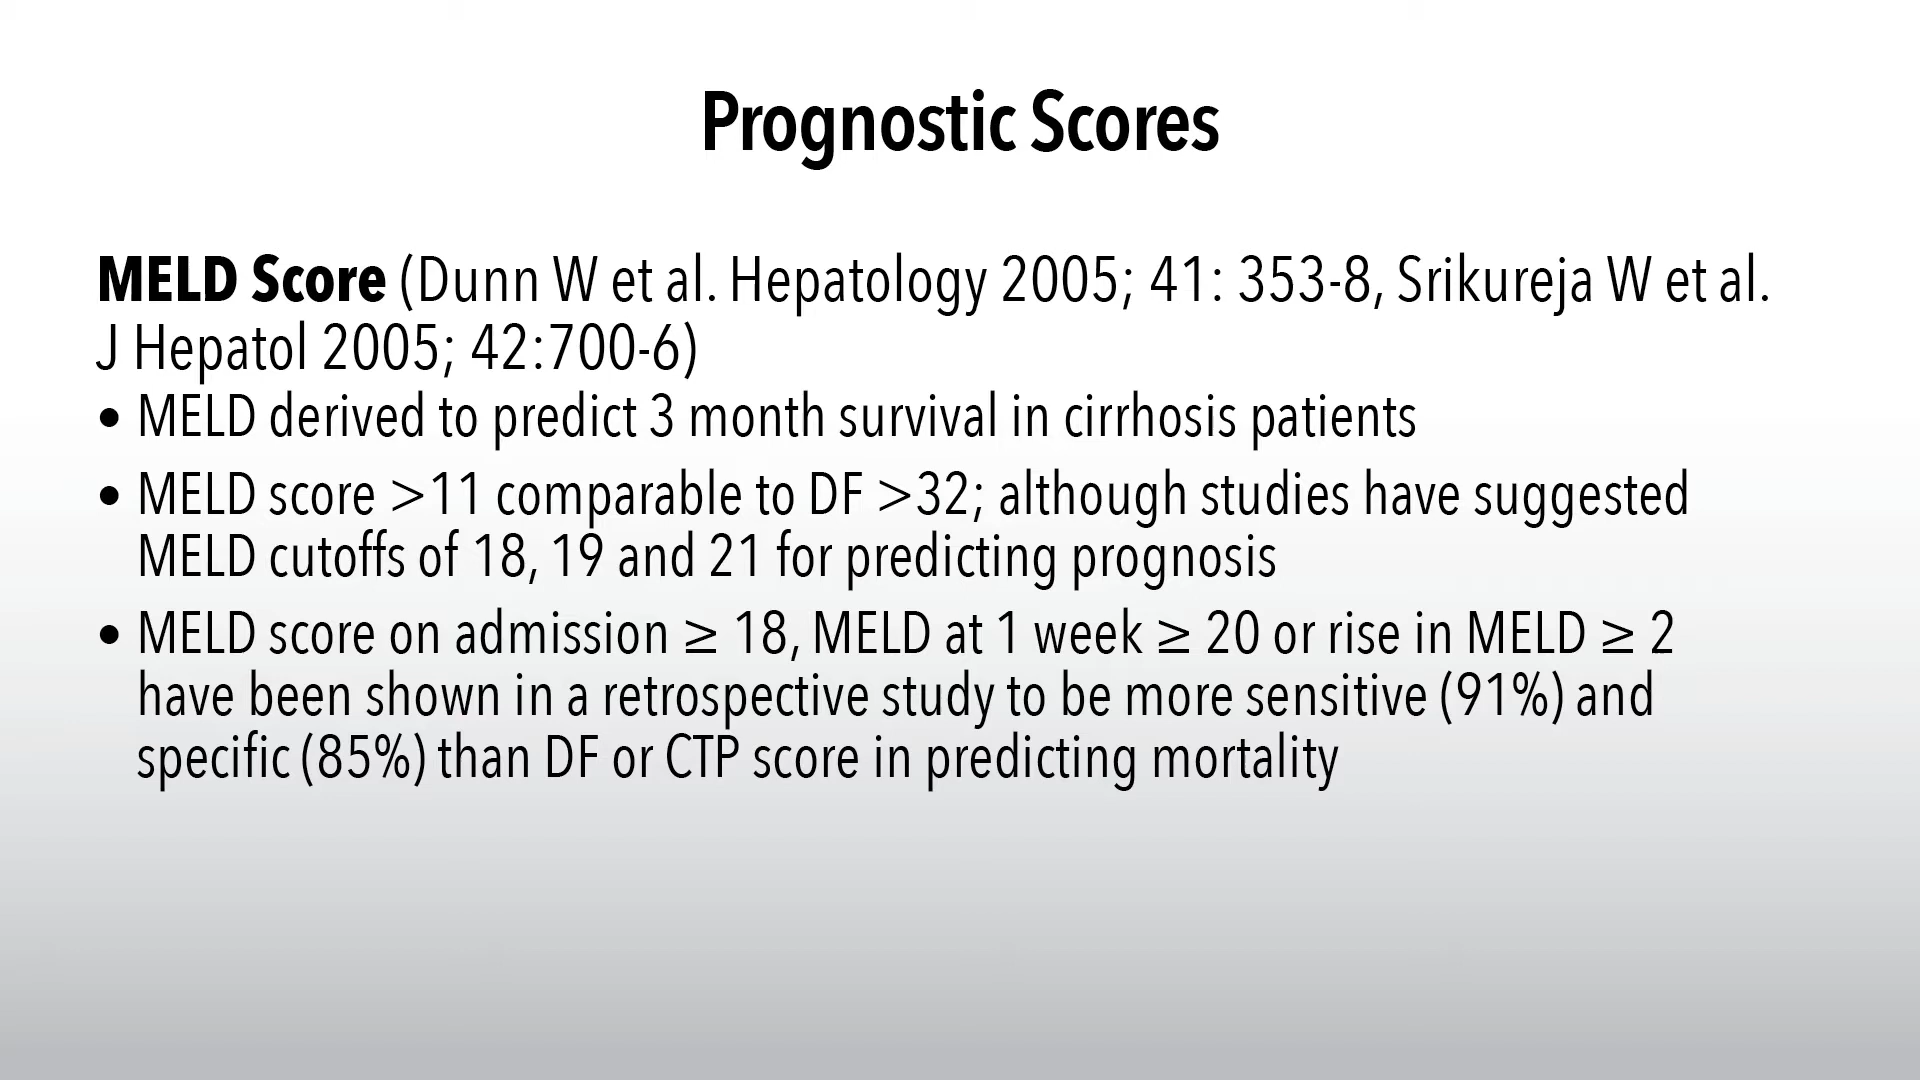 Prognostic Scores
MELD Score (Dunn W et al. Hepatology 2005; 41: 353-8, Srikureja W et al.
J Hepatol 2005; 42:700-6)
• MELD derived to predict 3 month survival in cirrhosis patients
• MELD score >11 comparable to DF >32; although studies have suggested
MELD cutoffs of 18, 19 and 21 for predicting prognosis
• MELD score on admission ≥ 18, MELD at 1 week ≥ 20 or rise in MELD ≥ 2
have been shown in a retrospective study to be more sensitive (91%) and
specific (85%) than DF or CTP score in predicting mortality